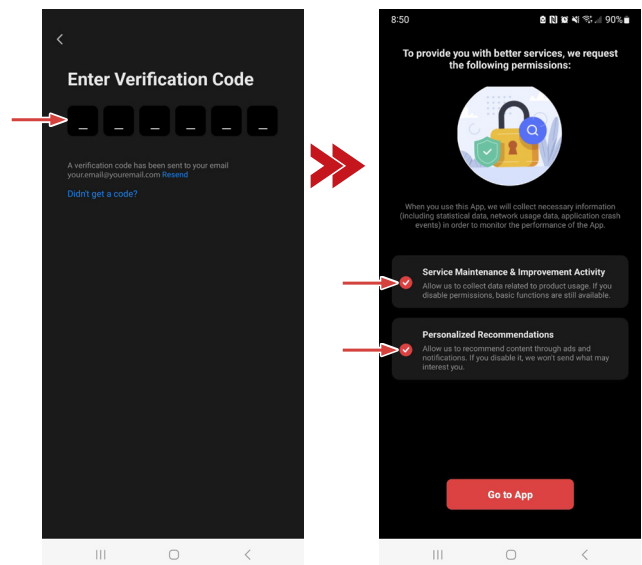 Enter Verification Code
A verification code has been sent to your email
your.email@youremail.com Resend
Didn't get a code?
8:50
90%
To provide you with better services, we request
the following permissions:
When you use this App, we will collect necessary information
(including statistical data, network usage data, application crash
events) in order to monitor the performance of the App.
Service Maintenance & Improvement Activity
Allow us to collect data related to product usage. If you
disable permissions, basic functions are still available.
Personalized Recommendations
Allow us to recommend content through ads and
notifications. If you disable it, we won't send what may
interest you.
Go to App